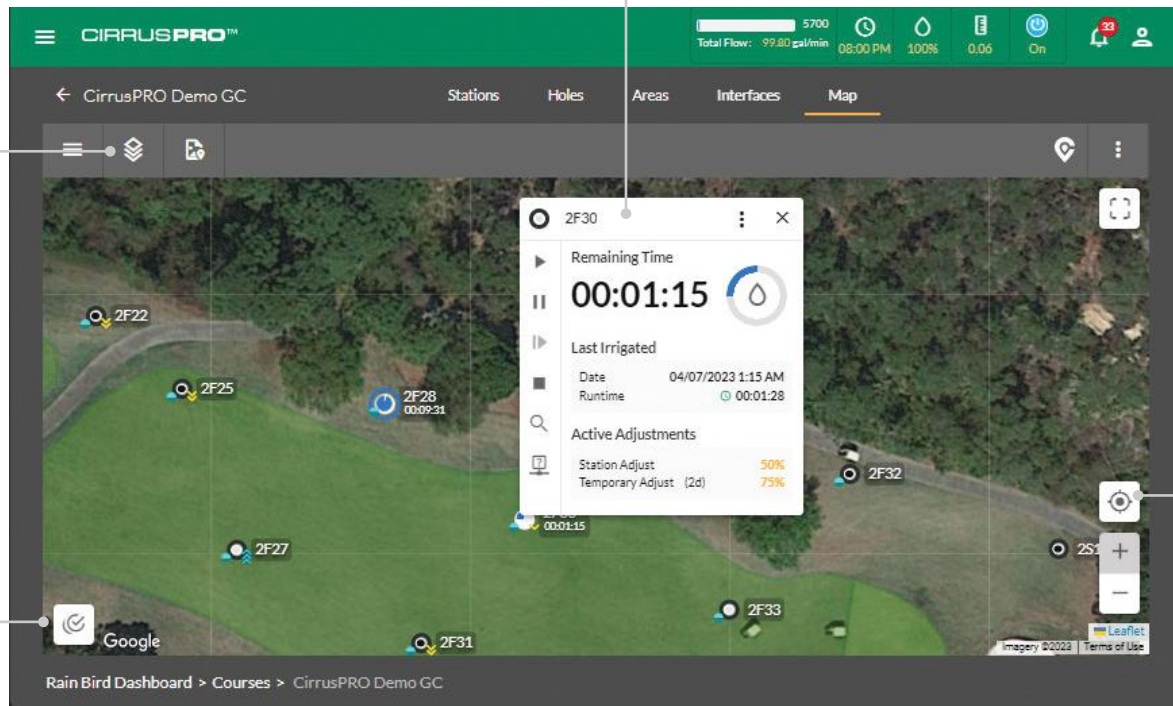 CIRRUSPRO™
5700
Total Flow: 99.80 gal/min
08:00 PM
100%
0.06
On
33
CirrusPRO Demo GC
Stations
Holes
Areas
Interfaces
Map
2F30
Remaining Time
00:01:15
Last Irrigated
Date 04/07/2023 1:15 AM
Runtime 00:01:28
Active Adjustments
Station Adjust 50%
Temporary Adjust (2d) 75%
2F22
2F25
2F28
00:09:31
2F32
00:01:15
2F27
2S1
+
−
2F33
2F31
Google
Leaflet
Imagery ©2023 | Terms of Use
Rain Bird Dashboard > Courses > CirrusPRO Demo GC